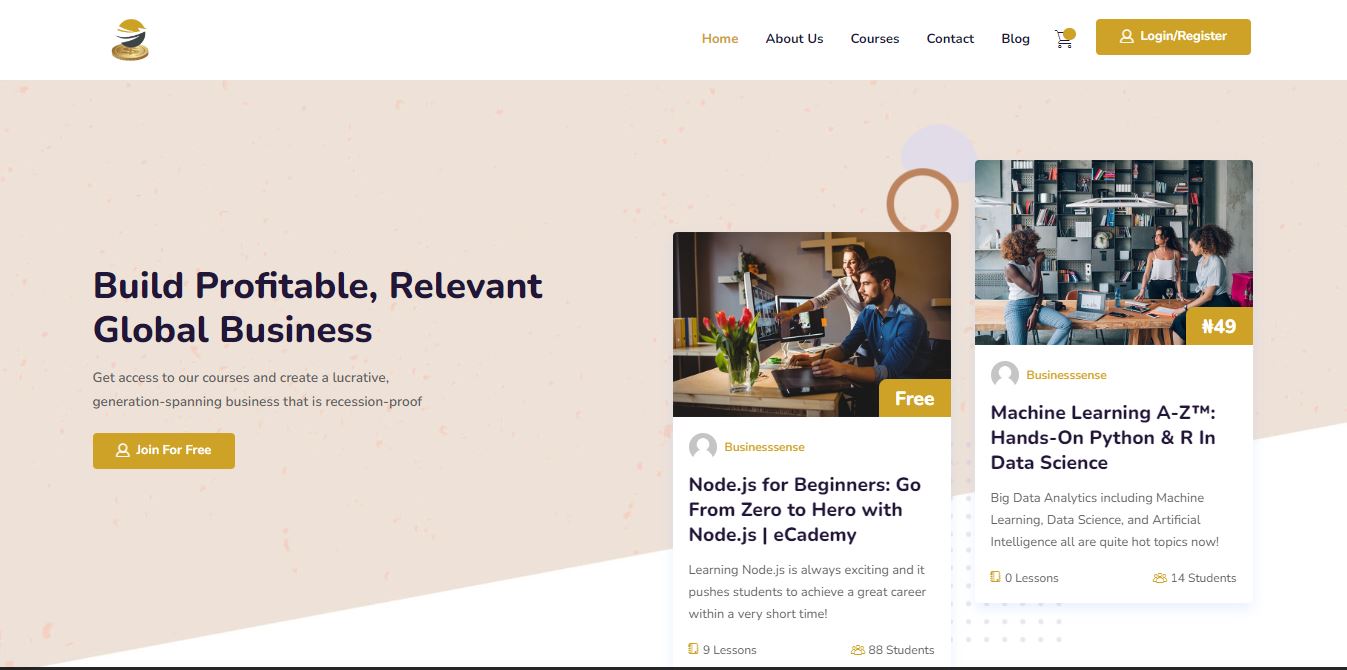 Home
About Us
Courses
Contact
Blog
Login/Register
Build Profitable, Relevant
Global Business
Get access to our courses and create a lucrative,
generation-spanning business that is recession-proof
Join For Free
Free
Businesssense
Node.js for Beginners: Go
From Zero to Hero with
Node.js | eCademy
Learning Node.js is always exciting and it
pushes students to achieve a great career
within a very short time!
9 Lessons
88 Students
₦49
Businesssense
Machine Learning A-Z™:
Hands-On Python & R In
Data Science
Big Data Analytics including Machine
Learning, Data Science, and Artificial
Intelligence all are quite hot topics now!
0 Lessons
14 Students